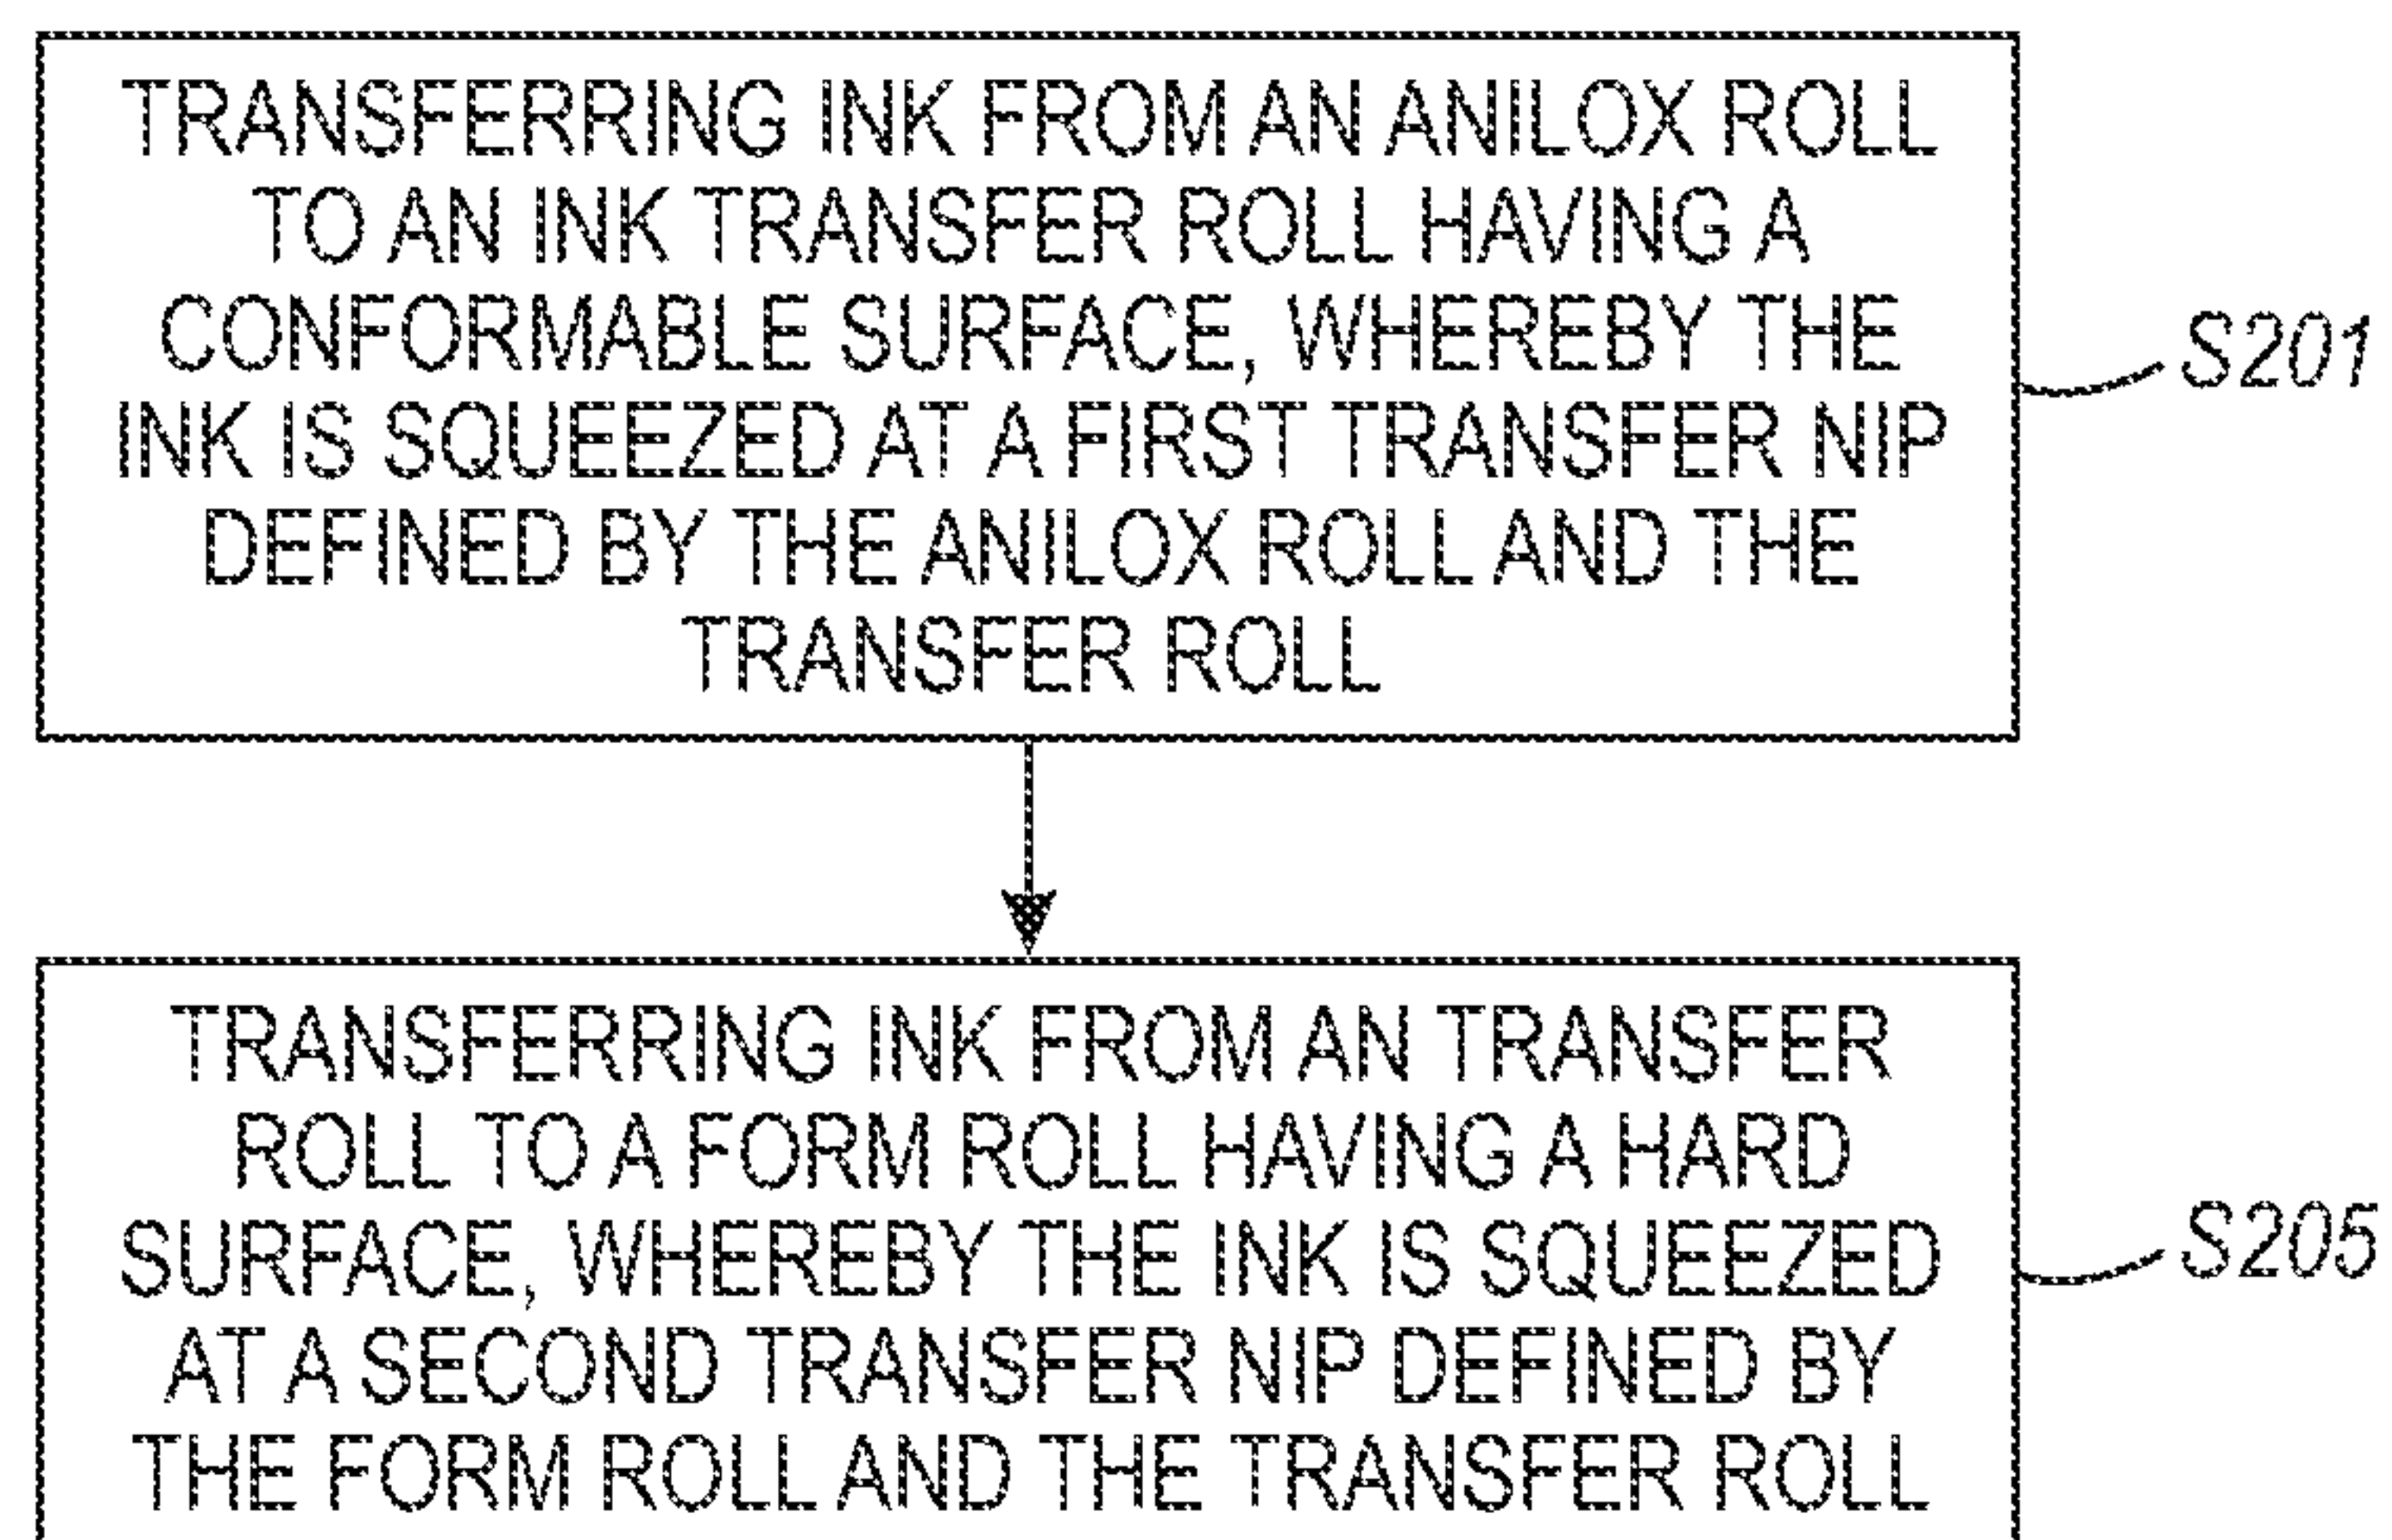 TRANSFERRING INK FROM AN ANILOX ROLL
TO AN INK TRANSFER ROLL HAVING A
CONFORMABLE SURFACE, WHEREBY THE
INK IS SQUEEZED AT A FIRST TRANSFER NIP
DEFINED BY THE ANILOX ROLL AND THE
TRANSFER ROLL
S201
TRANSFERRING INK FROM AN TRANSFER
ROLL TO A FORM ROLL HAVING A HARD
SURFACE, WHEREBY THE INK IS SQUEEZED
AT A SECOND TRANSFER NIP DEFINED BY
THE FORM ROLL AND THE TRANSFER ROLL
S205